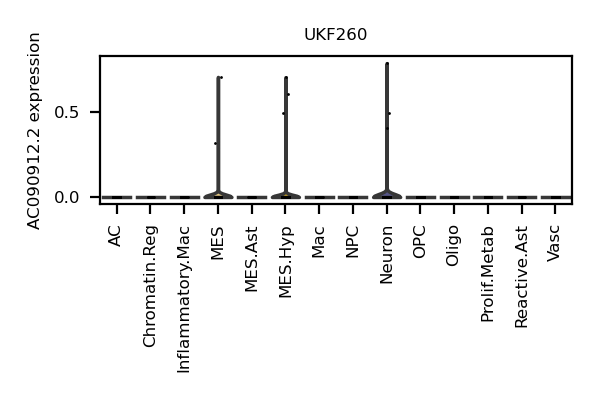 UKF260
AC090912.2 expression
0.5
0.0
AC
Chromatin.Reg
Inflammatory.Mac
MES
MES.Ast
MES.Hyp
Mac
NPC
Neuron
OPC
Oligo
Prolif.Metab
Reactive.Ast
Vasc